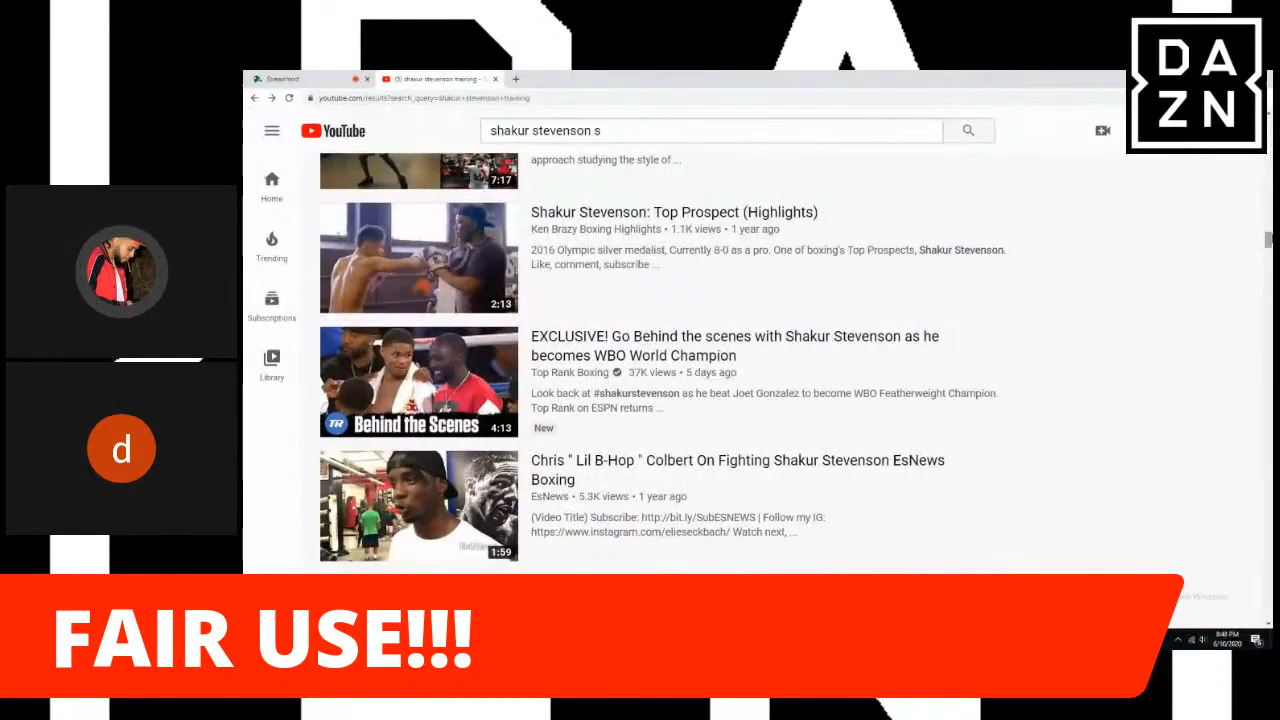 DA
ZN
StreamYard
(5) shakur stevenson training -
youtube.com/results?search_query=shakur+stevenson+training
YouTube
shakur stevenson s
Home
Trending
Subscriptions
Library
7:17
approach studying the style of ...
2:13
Shakur Stevenson: Top Prospect (Highlights)
Ken Brazy Boxing Highlights • 1.1K views • 1 year ago
2016 Olympic silver medalist, Currently 8-0 as a pro. One of boxing's Top Prospects, Shakur Stevenson.
Like, comment, subscribe ...
TR Behind the Scenes 4:13
EXCLUSIVE! Go Behind the scenes with Shakur Stevenson as he
becomes WBO World Champion
Top Rank Boxing 37K views • 5 days ago
Look back at #shakurstevenson as he beat Joet Gonzalez to become WBO Featherweight Champion.
Top Rank on ESPN returns ...
New
1:59
Chris " Lil B-Hop " Colbert On Fighting Shakur Stevenson EsNews
Boxing
EsNews • 5.3K views • 1 year ago
(Video Title) Subscribe: http://bit.ly/SubESNEWS | Follow my IG:
https://www.instagram.com/elieseckbach/ Watch next, ...
d
8:48 PM
6/10/2020
FAIR USE!!!